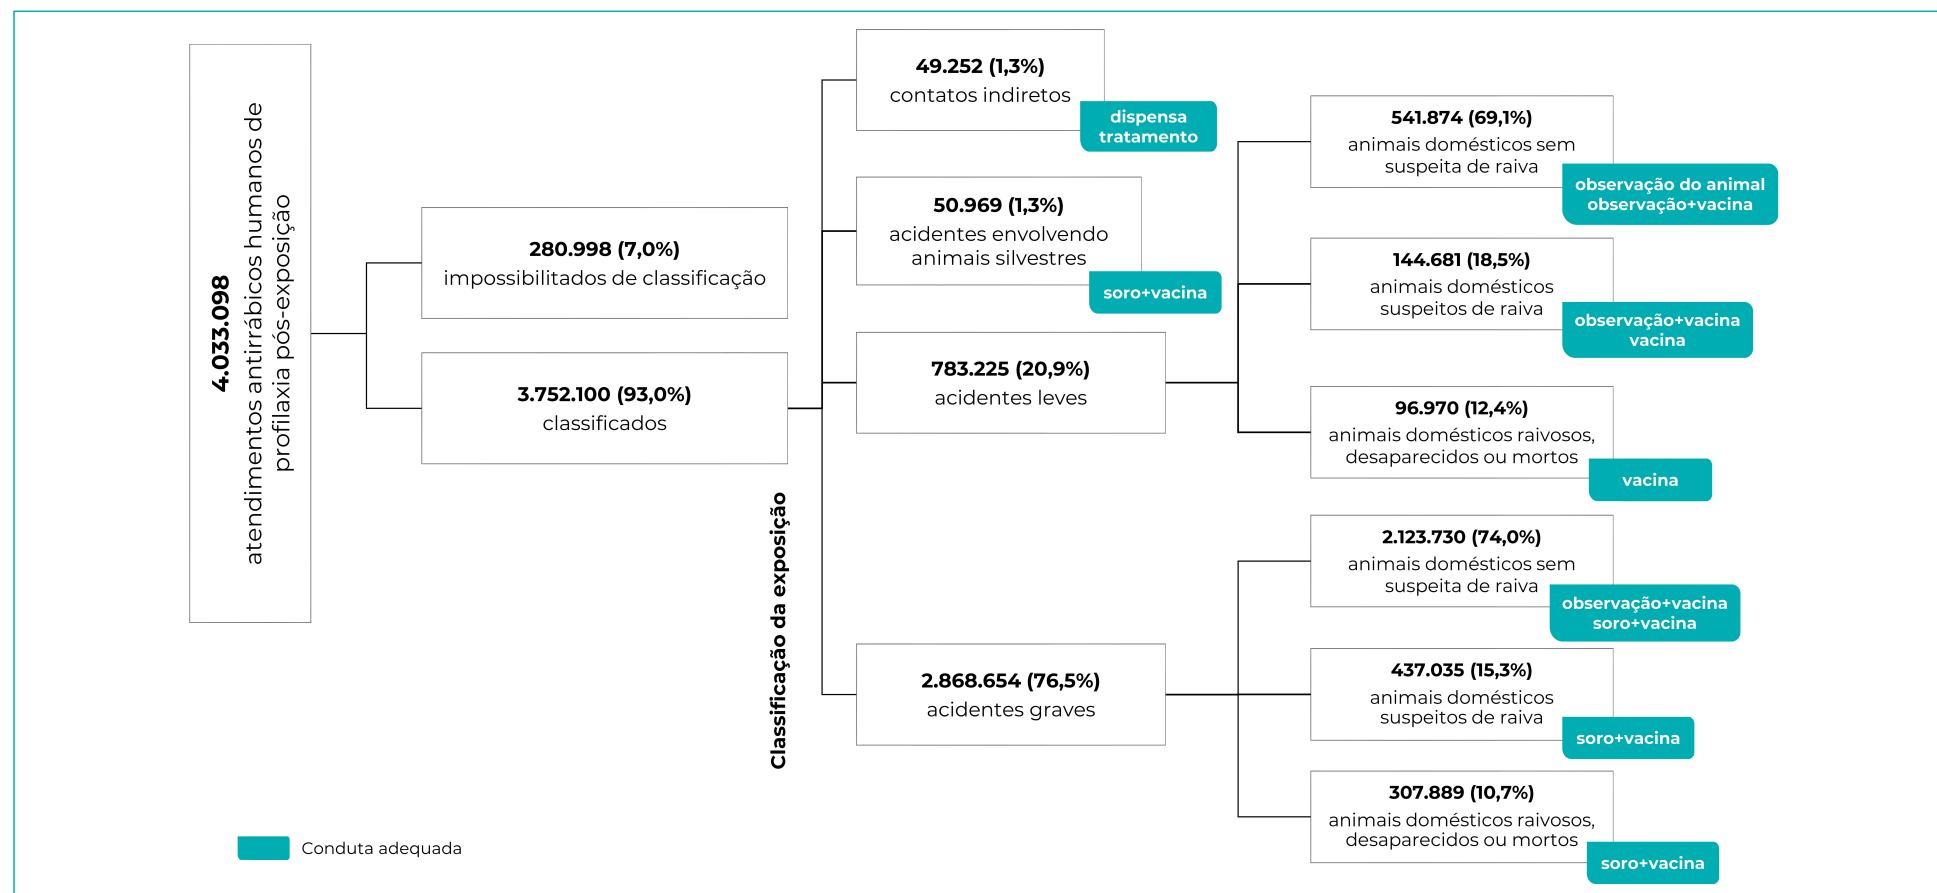 4.033.098
atendimentos antirrábicos humanos de
profilaxia pós-exposição
280.998 (7,0%)
impossibilitados de classificação
3.752.100 (93,0%)
classificados
Classificação da exposição
49.252 (1,3%)
contatos indiretos
dispensa
tratamento
50.969 (1,3%)
acidentes envolvendo
animais silvestres
soro+vacina
783.225 (20,9%)
acidentes leves
2.868.654 (76,5%)
acidentes graves
541.874 (69,1%)
animais domésticos sem
suspeita de raiva
observação do animal
observação+vacina
144.681 (18,5%)
animais domésticos
suspeitos de raiva
observação+vacina
vacina
96.970 (12,4%)
animais domésticos raivosos,
desaparecidos ou mortos
vacina
2.123.730 (74,0%)
animais domésticos sem
suspeita de raiva
observação+vacina
soro+vacina
437.035 (15,3%)
animais domésticos
suspeitos de raiva
soro+vacina
307.889 (10,7%)
animais domésticos raivosos,
desaparecidos ou mortos
soro+vacina
Conduta adequada